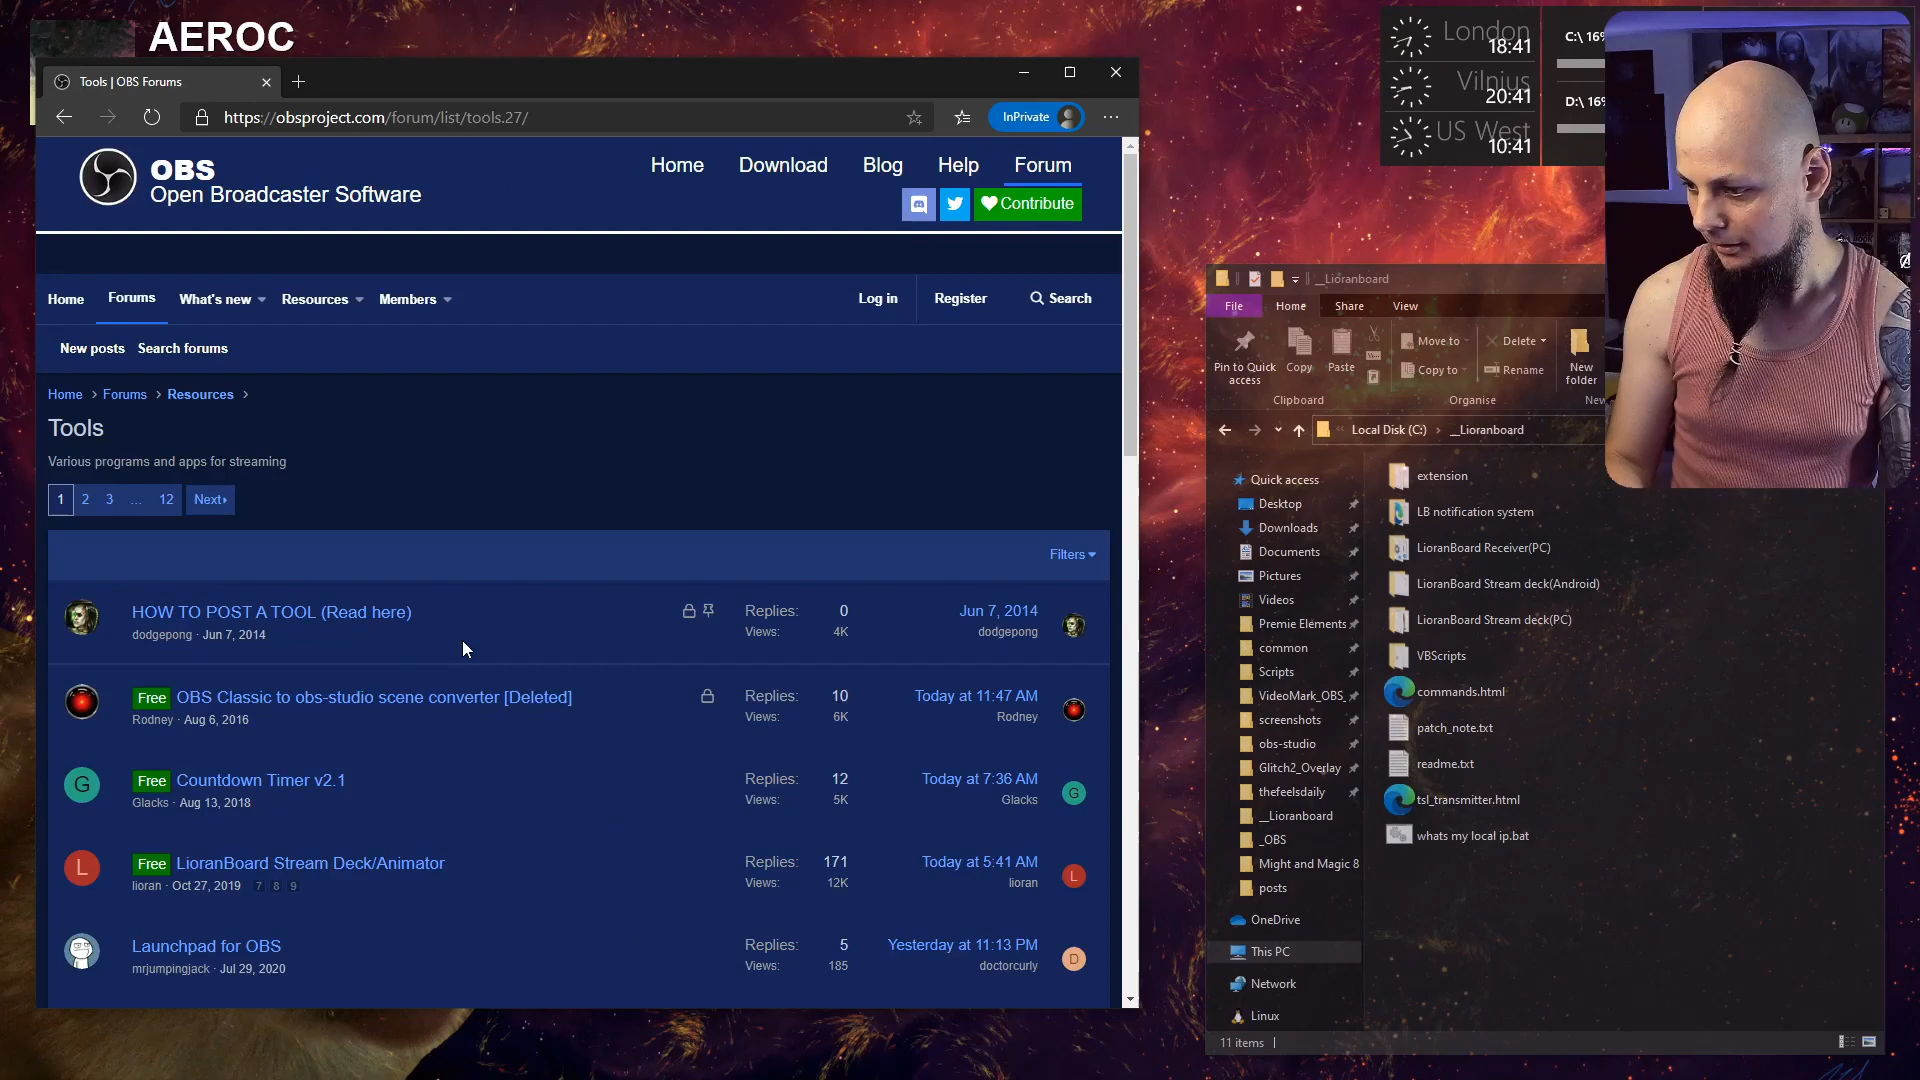 AEROC
Tools | OBS Forums
https://obsproject.com/forum/list/tools.27/
InPrivate
OBS
Open Broadcaster Software
Home Download Blog Help Forum
Contribute
Home Forums What's new Resources Members Log in Register Search
New posts Search forums
Home Forums Resources
Tools
Various programs and apps for streaming
1 2 3 ... 12 Next
Filters
HOW TO POST A TOOL (Read here)
dodgepong · Jun 7, 2014
Replies: 0
Views: 4K
Jun 7, 2014
dodgepong
Free OBS Classic to obs-studio scene converter [Deleted]
Rodney · Aug 6, 2016
Replies: 10
Views: 6K
Today at 11:47 AM
Rodney
G
Free Countdown Timer v2.1
Glacks · Aug 13, 2018
Replies: 12
Views: 5K
Today at 7:36 AM
Glacks
G
L
Free LioranBoard Stream Deck/Animator
lioran · Oct 27, 2019 7 8 9
Replies: 171
Views: 12K
Today at 5:41 AM
lioran
L
Launchpad for OBS
mrjumpingjack · Jul 29, 2020
Replies: 5
Views: 185
Yesterday at 11:13 PM
doctorcurly
D
London
18:41
Vilnius
20:41
US West
10:41
C:\ 16%
D:\ 16%
__Lioranboard
File Home Share View
Pin to Quick access
Copy
Paste
Move to
Copy to
Delete
Rename
New folder
Clipboard
Organise
New
Local Disk (C:) __Lioranboard
Quick access
Desktop
Downloads
Documents
Pictures
Videos
Premie Elements
common
Scripts
VideoMark_OBS_
screenshots
obs-studio
Glitch2_Overlay
thefeelsdaily
__Lioranboard
_OBS
Might and Magic 8
posts
OneDrive
This PC
Network
Linux
extension
LB notification system
LioranBoard Receiver(PC)
LioranBoard Stream deck(Android)
LioranBoard Stream deck(PC)
VBScripts
commands.html
patch_note.txt
readme.txt
tsl_transmitter.html
whats my local ip.bat
11 items